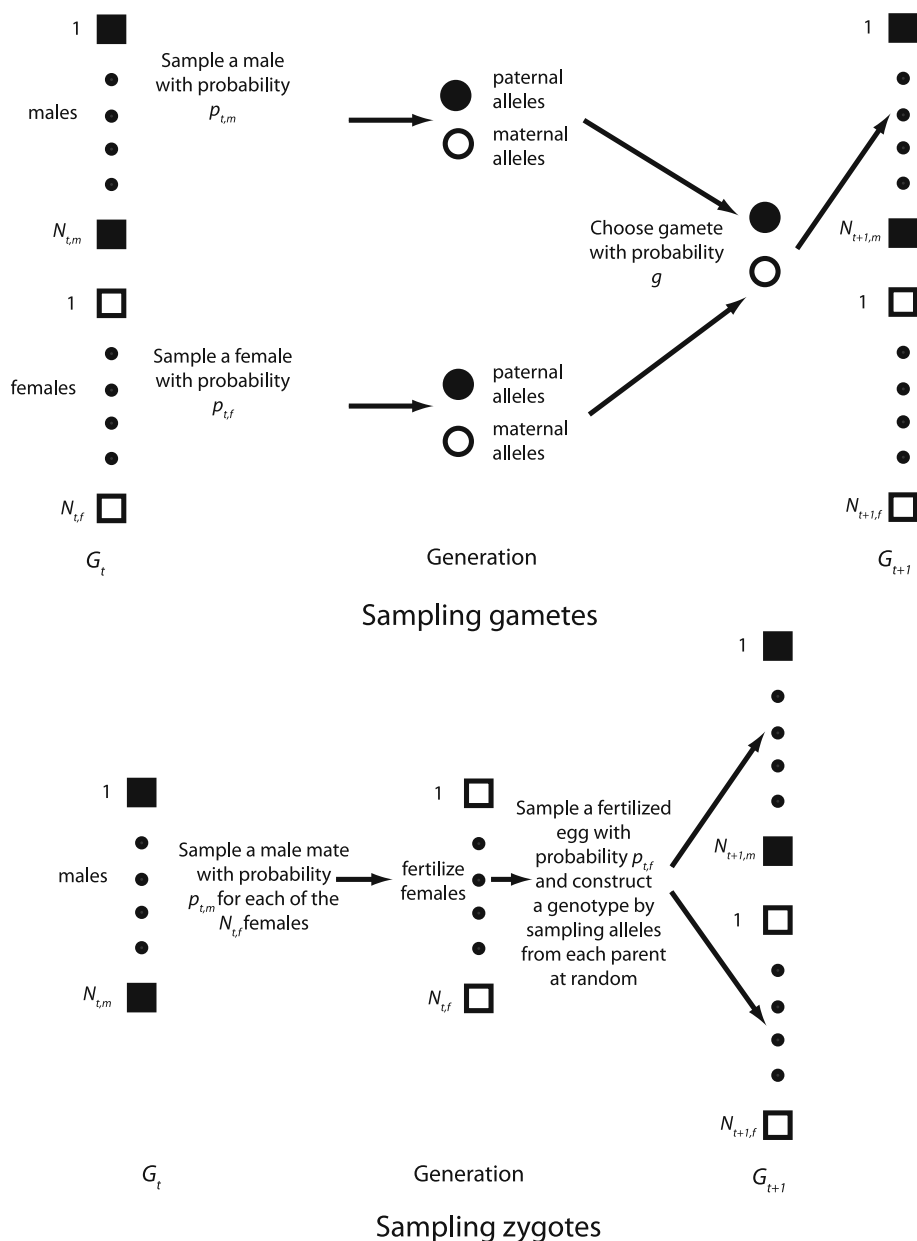 1
Sample a male
with probability
p_{t,m}
males
N_{t,m}
paternal
alleles
maternal
alleles
Choose gamete
with probability
g
N_{t+1,m}
1
1
Sample a female
with probability
p_{t,f}
females
N_{t,f}
paternal
alleles
maternal
alleles
N_{t+1,f}
1
G_t
Generation
G_{t+1}
Sampling gametes
1
1
males
Sample a male mate
with probability
p_{t,m} for each of the
N_{t,f} females
N_{t,m}
1
fertilize
females
N_{t,f}
Sample a fertilized
egg with
probability p_{t,f}
and construct
a genotype by
sampling alleles
from each parent
at random
N_{t+1,m}
1
N_{t+1,f}
G_t
Generation
G_{t+1}
Sampling zygotes